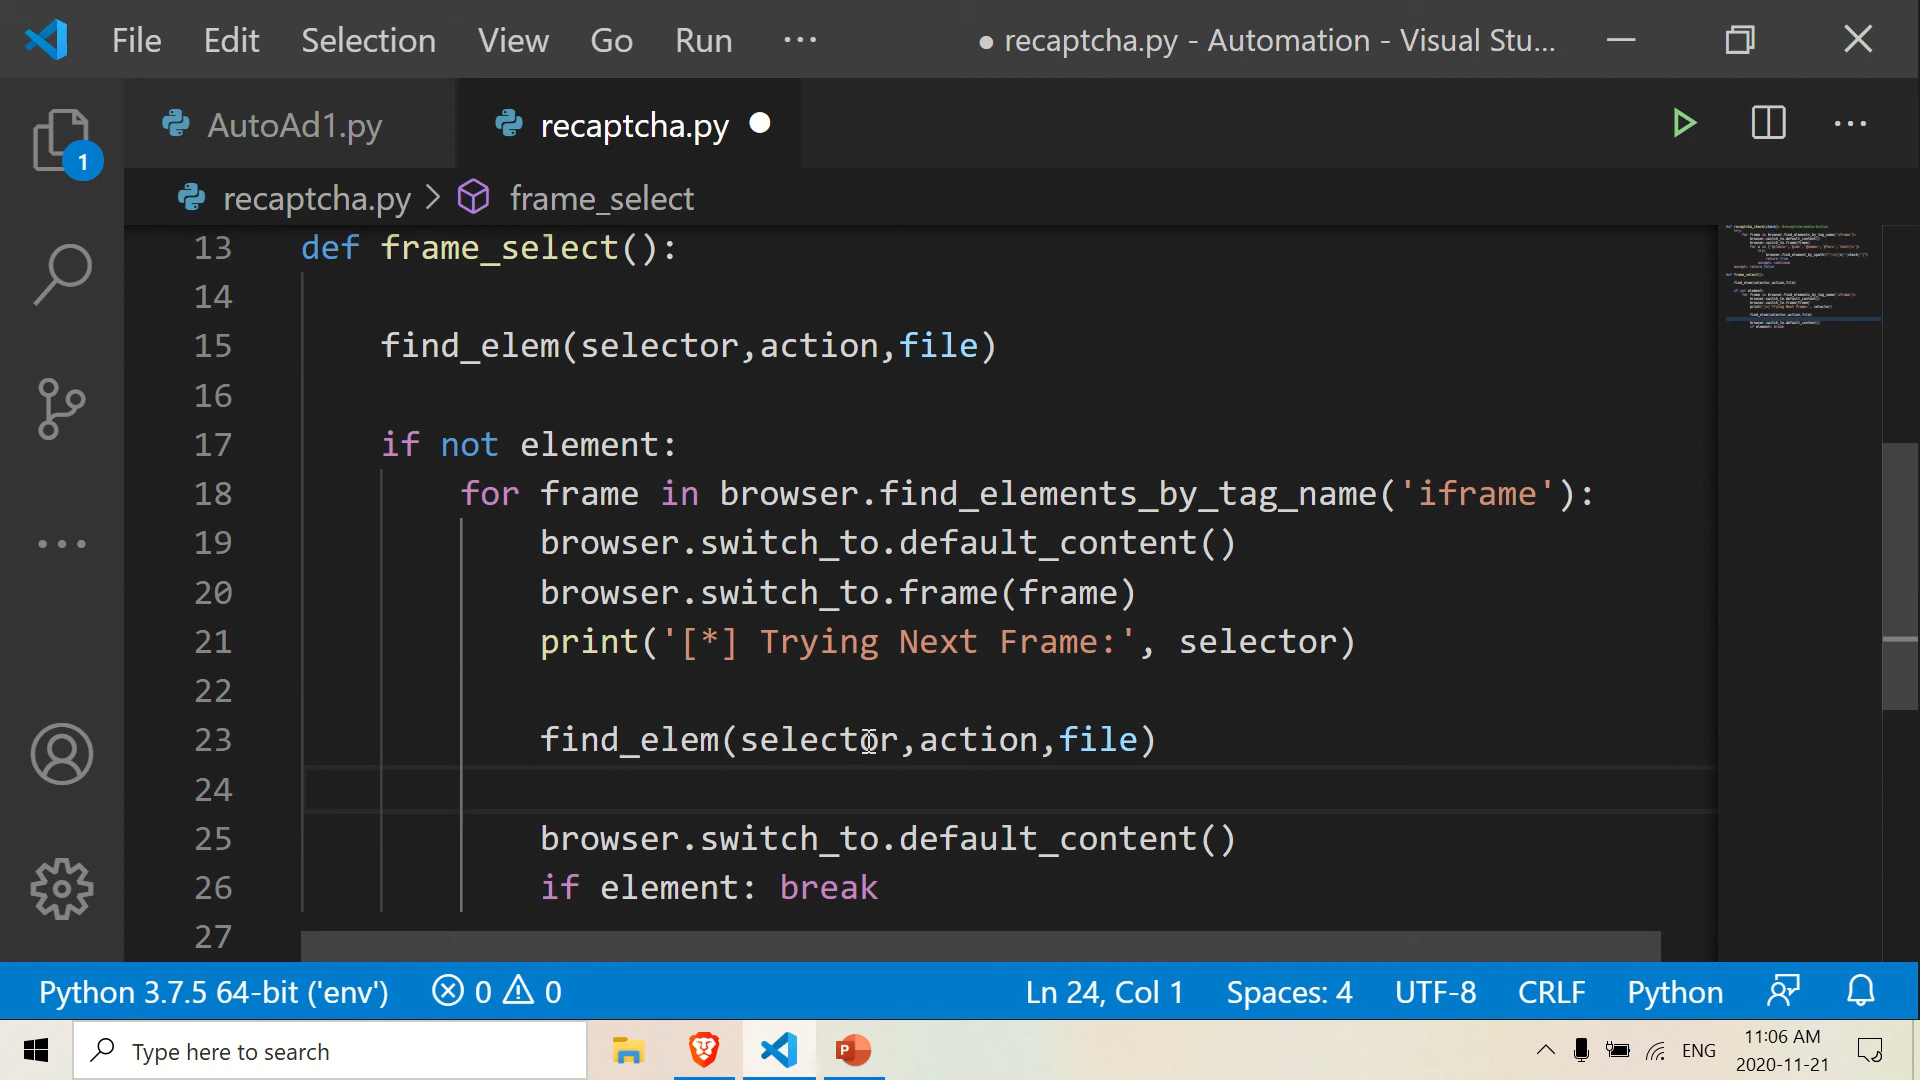 File Edit Selection View Go Run ··· ● recaptcha.py - Automation - Visual Stu...
AutoAd1.py recaptcha.py
1
recaptcha.py > frame_select
13 def frame_select():
14
15 find_elem(selector,action,file)
16
17 if not element:
18 for frame in browser.find_elements_by_tag_name('iframe'):
19 browser.switch_to.default_content()
20 browser.switch_to.frame(frame)
21 print('[*] Trying Next Frame:', selector)
22
23 find_elem(selector,action,file)
24
25 browser.switch_to.default_content()
26 if element: break
27
Python 3.7.5 64-bit ('env') 0 0 Ln 24, Col 1 Spaces: 4 UTF-8 CRLF Python
Type here to search
P
ENG
11:06 AM
2020-11-21